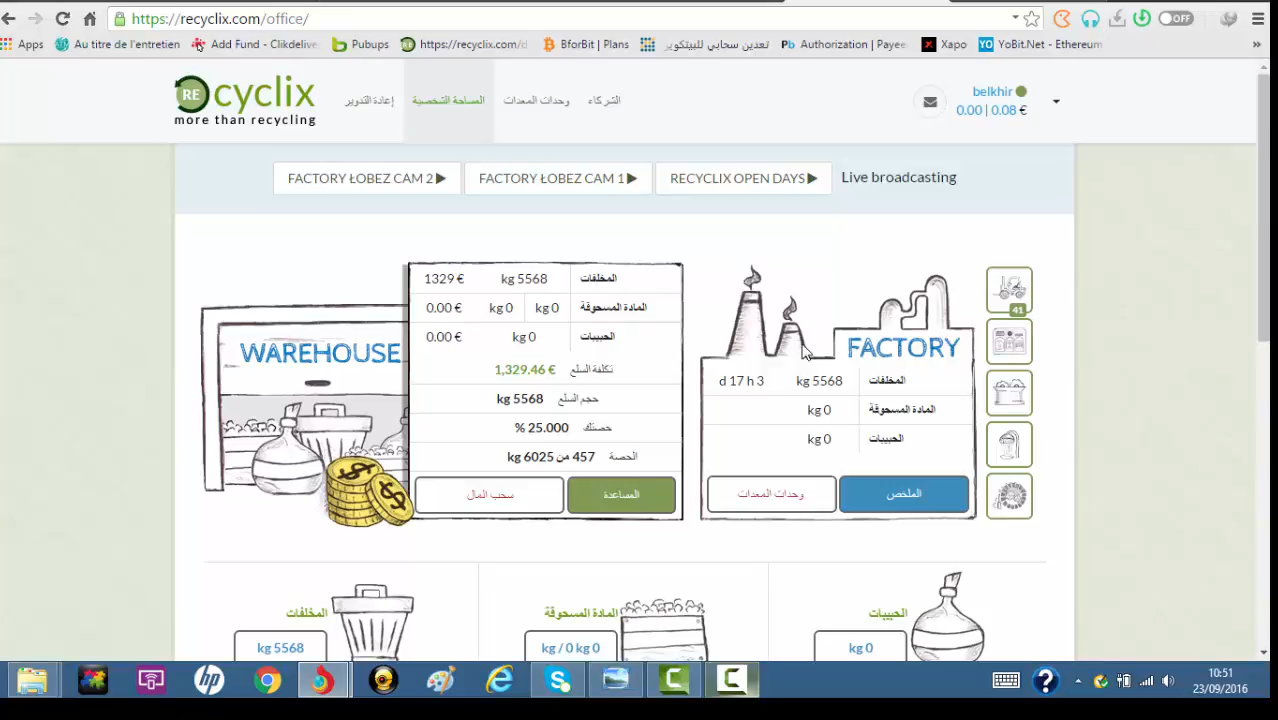 https://recyclix.com/office/
OFF
Apps
Au titre de l'entretien
Add Fund - Clikdelive
Pubups
https://recyclix.com/d
BforBit | Plans
تعدين سحابي للبيتكوير
Authorization | Payee
Xapo
YoBit.Net - Ethereum
RE cyclix
more than recycling
إعادة التدوير
المساحة الشخصية
وحدات المعدات
الشركاء
belkhir
0.00 | 0.08 €
FACTORY ŁOBEZ CAM 2
FACTORY ŁOBEZ CAM 1
RECYCLIX OPEN DAYS
Live broadcasting
WAREHOUSE
1329 € kg 5568 المخلفات
0.00 € kg 0 kg 0 المادة المسحوقة
0.00 € kg 0 الحبيبات
1,329.46 € تكلفة السلع
kg 5568 حجم السلع
% 25.000 حصتك
kg 6025 من 457 الحصة
سحب المال
المساعدة
FACTORY
d 17 h 3 kg 5568 المخلفات
kg 0 المادة المسحوقة
kg 0 الحبيبات
وحدات المعدات
الملخص
41
المخلفات
kg 5568
المادة المسحوقة
kg / 0 kg 0
الحبيبات
kg 0
10:51
23/09/2016